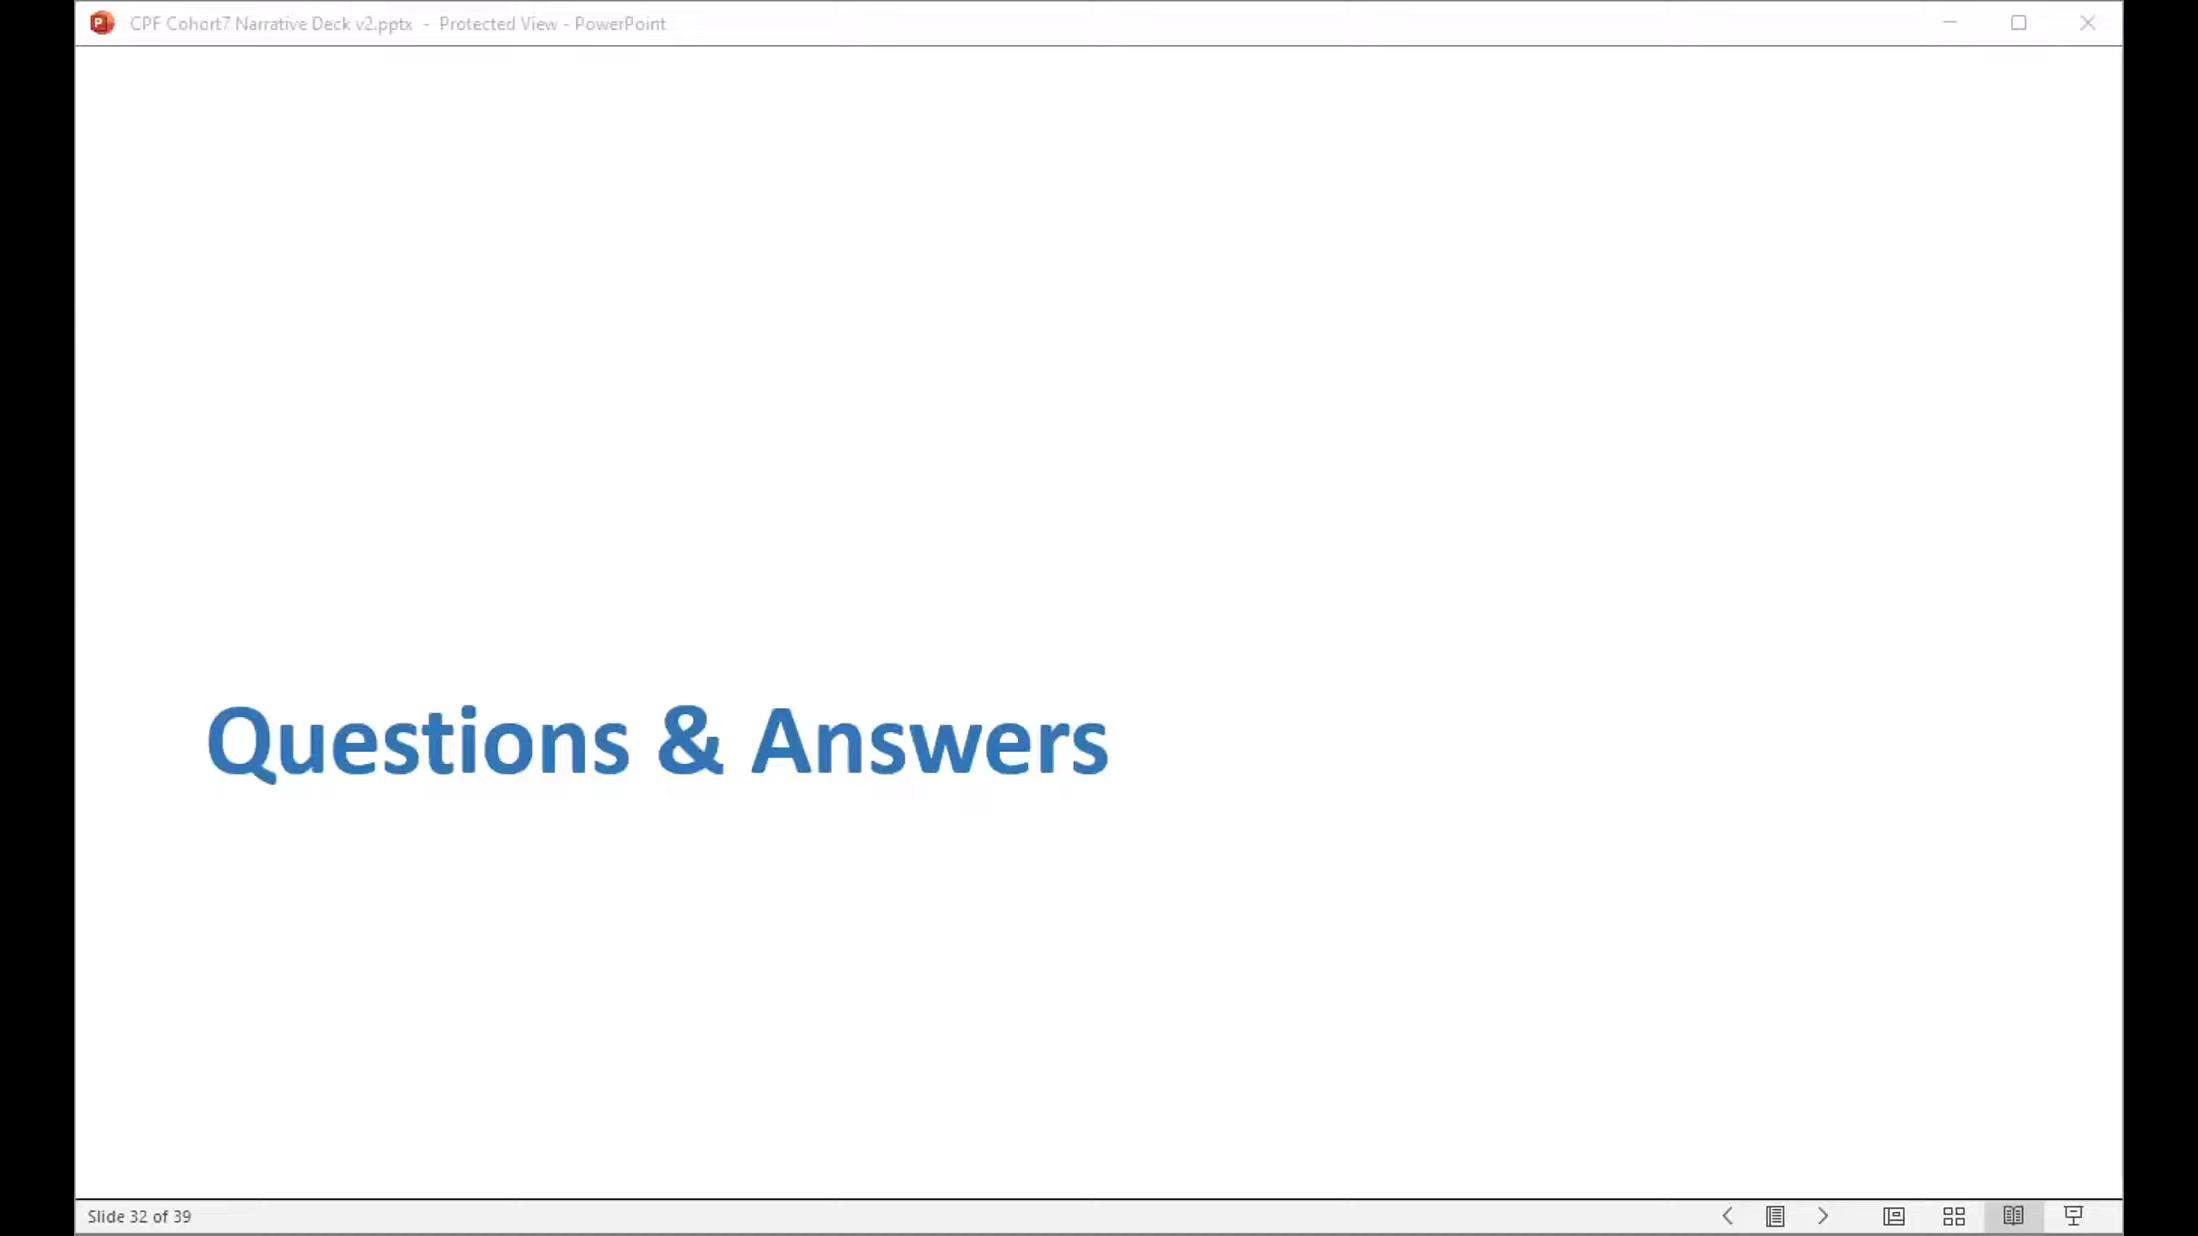 CPF Cohort7 Narrative Deck v2.pptx - Protected View - PowerPoint
Questions & Answers
Slide 32 of 39